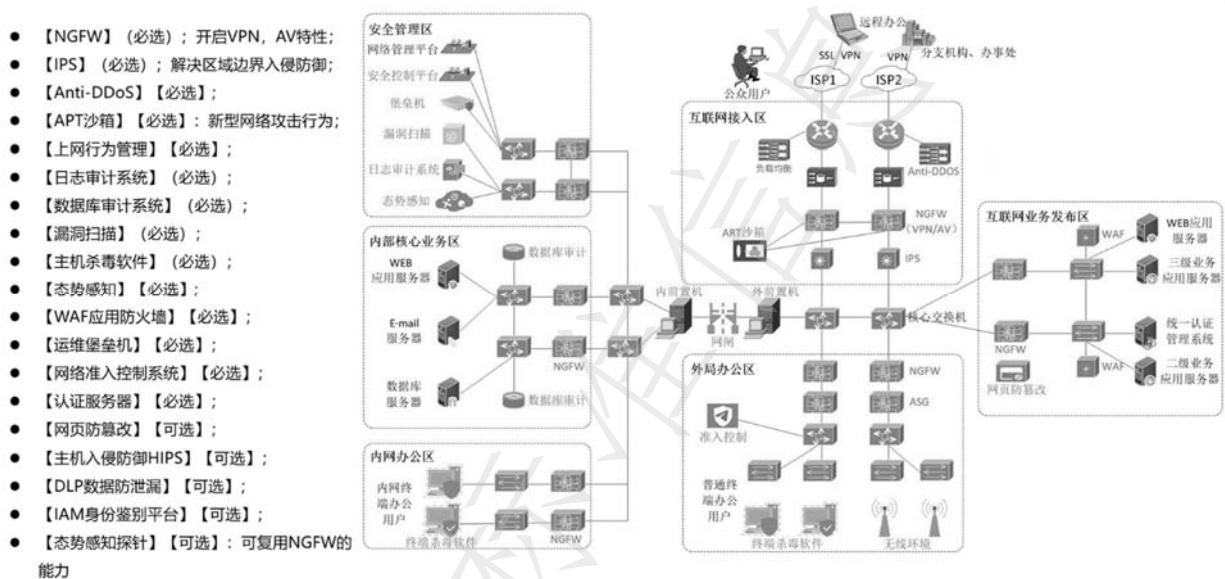 【NGFW】(必选)；开启VPN，AV特性；
【IPS】(必选)；解决区域边界入侵防御；
【Anti-DDoS】【必选】；
【APT沙箱】【必选】：新型网络攻击行为；
【上网行为管理】【必选】；
【日志审计系统】(必选)；
【数据库审计系统】(必选)；
【漏洞扫描】(必选)；
【主机杀毒软件】(必选)；
【态势感知】【必选】；
【WAF应用防火墙】【必选】；
【运维堡垒机】【必选】；
【网络准入控制系统】【必选】；
【认证服务器】【必选】；
【网页防篡改】【可选】；
【主机入侵防御HIPS】【可选】；
【DLP数据防泄漏】【可选】；
【IAM身份鉴别平台】【可选】；
【态势感知探针】【可选】：可复用NGFW的
能力
安全管理区
网络管理平台
安全控制平台
堡垒机
漏洞扫描
日志审计系统
态势感知
内部核心业务区
数据库审计
WEB
应用服务器
E-mail
服务器
NGFW
数据库
服务器
数据库审计
内网办公区
内网终
端办公
用户
终端杀毒软件
NGFW
内前置机
网闸
外前置机
远程办公
SSL VPN
VPN
分支机构、办事处
公众用户
ISP1
ISP2
互联网接入区
负载均衡
Anti-DDOS
ART沙箱
NGFW
(VPN/AV)
IPS
核心交换机
外局办公区
NGFW
ASG
准入控制
普通终
端办公
用户
终端杀毒软件
无线环境
互联网业务发布区
WAF
WEB应用
服务器
三级业务
应用服务器
NGFW
统一认证
管理系统
网页防篡改
WAF
二级业务
应用服务器